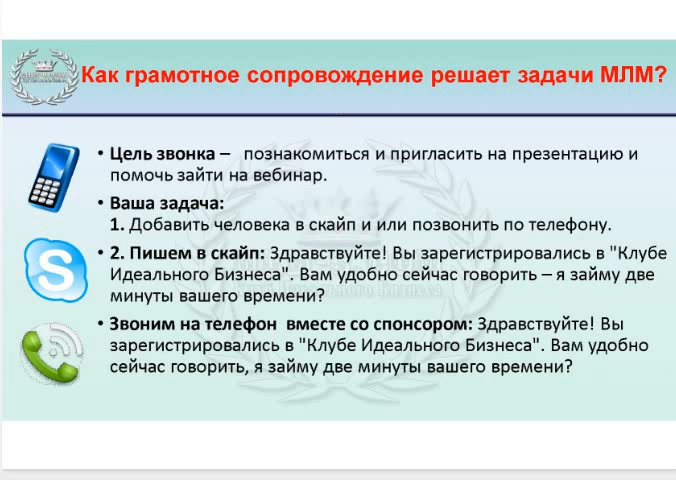 Как грамотное сопровождение решает задачи МЛМ?
• Цель звонка – познакомиться и пригласить на презентацию и
помочь зайти на вебинар.
• Ваша задача:
1. Добавить человека в скайп и или позвонить по телефону.
• 2. Пишем в скайп: Здравствуйте! Вы зарегистрировались в "Клубе
Идеального Бизнеса". Вам удобно сейчас говорить – я займу две
минуты вашего времени?
• Звоним на телефон вместе со спонсором: Здравствуйте! Вы
зарегистрировались в "Клубе Идеального Бизнеса". Вам удобно
сейчас говорить, я займу две минуты вашего времени?